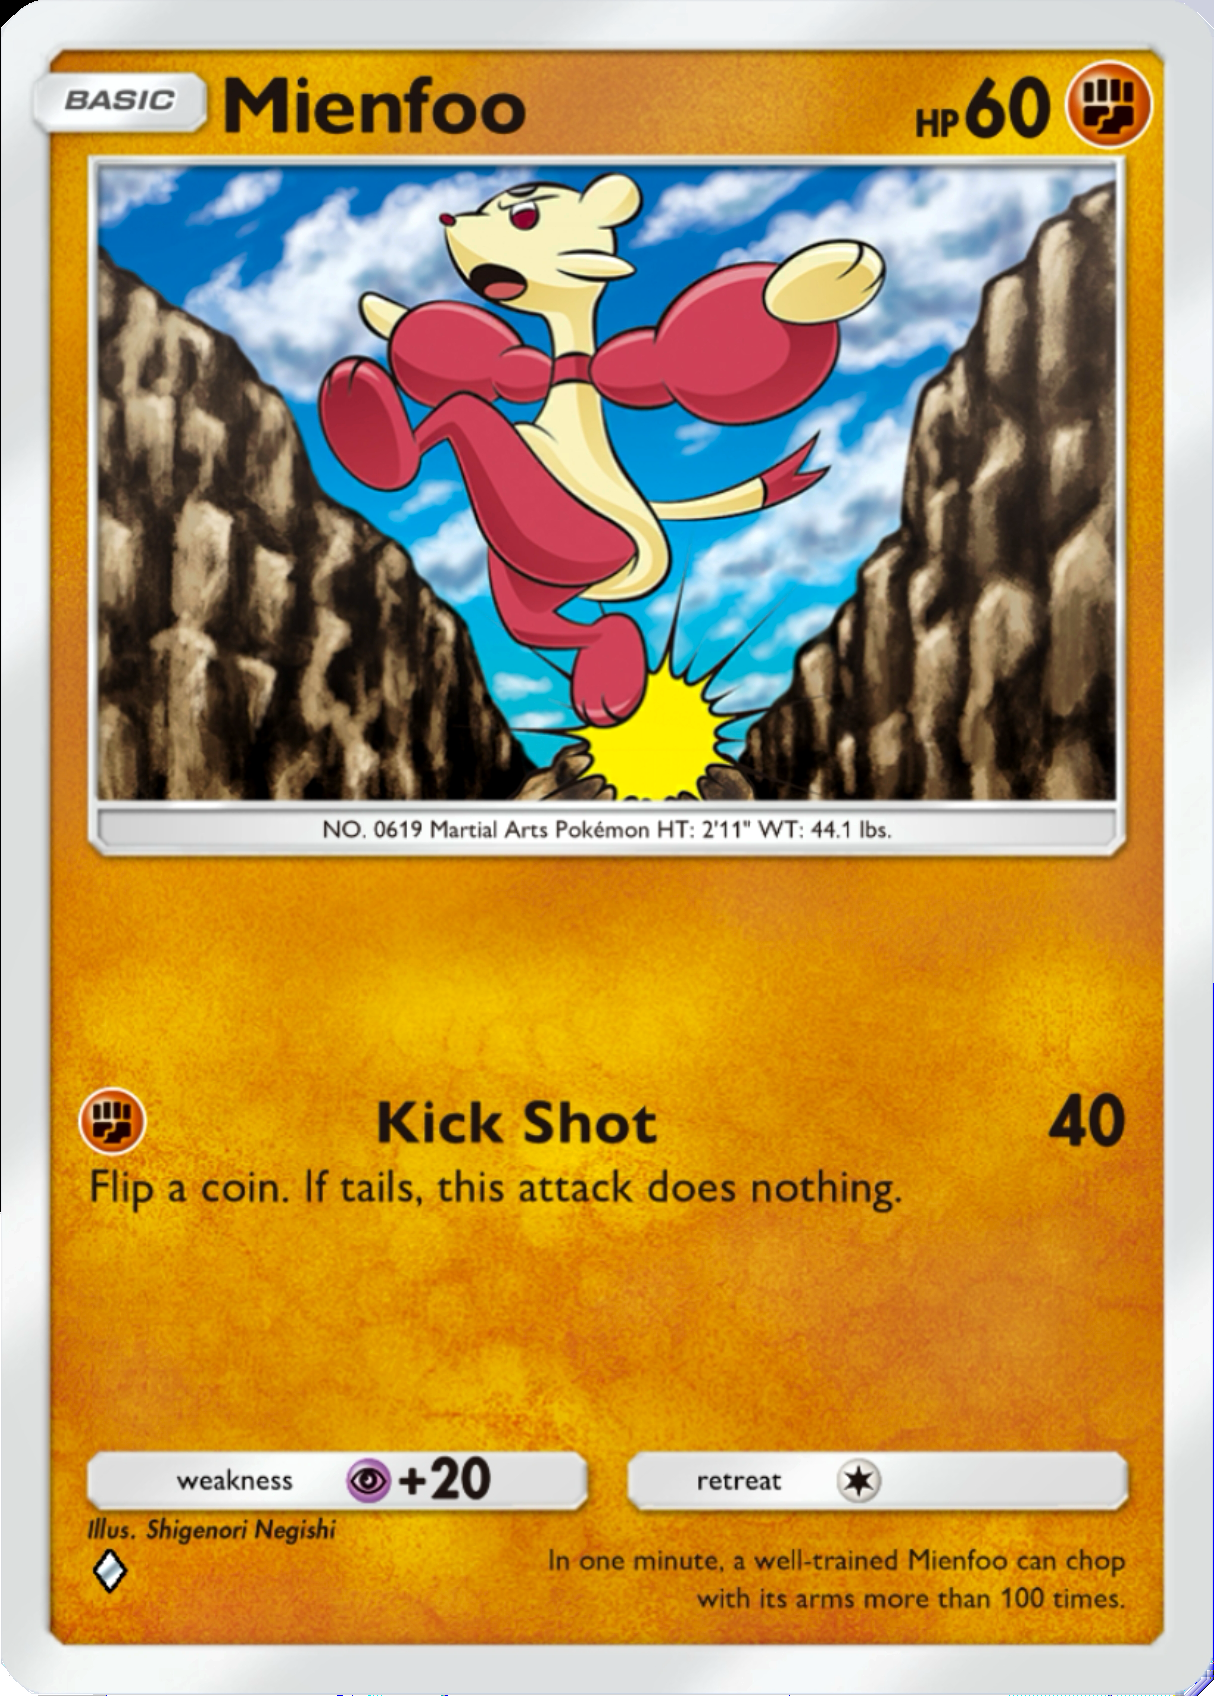 BASIC Mienfoo HP 60
NO. 0619 Martial Arts Pokémon HT: 2'11" WT: 44.1 lbs.
Kick Shot 40
Flip a coin. If tails, this attack does nothing.
weakness +20 retreat
Illus. Shigenori Negishi
In one minute, a well-trained Mienfoo can chop
with its arms more than 100 times.